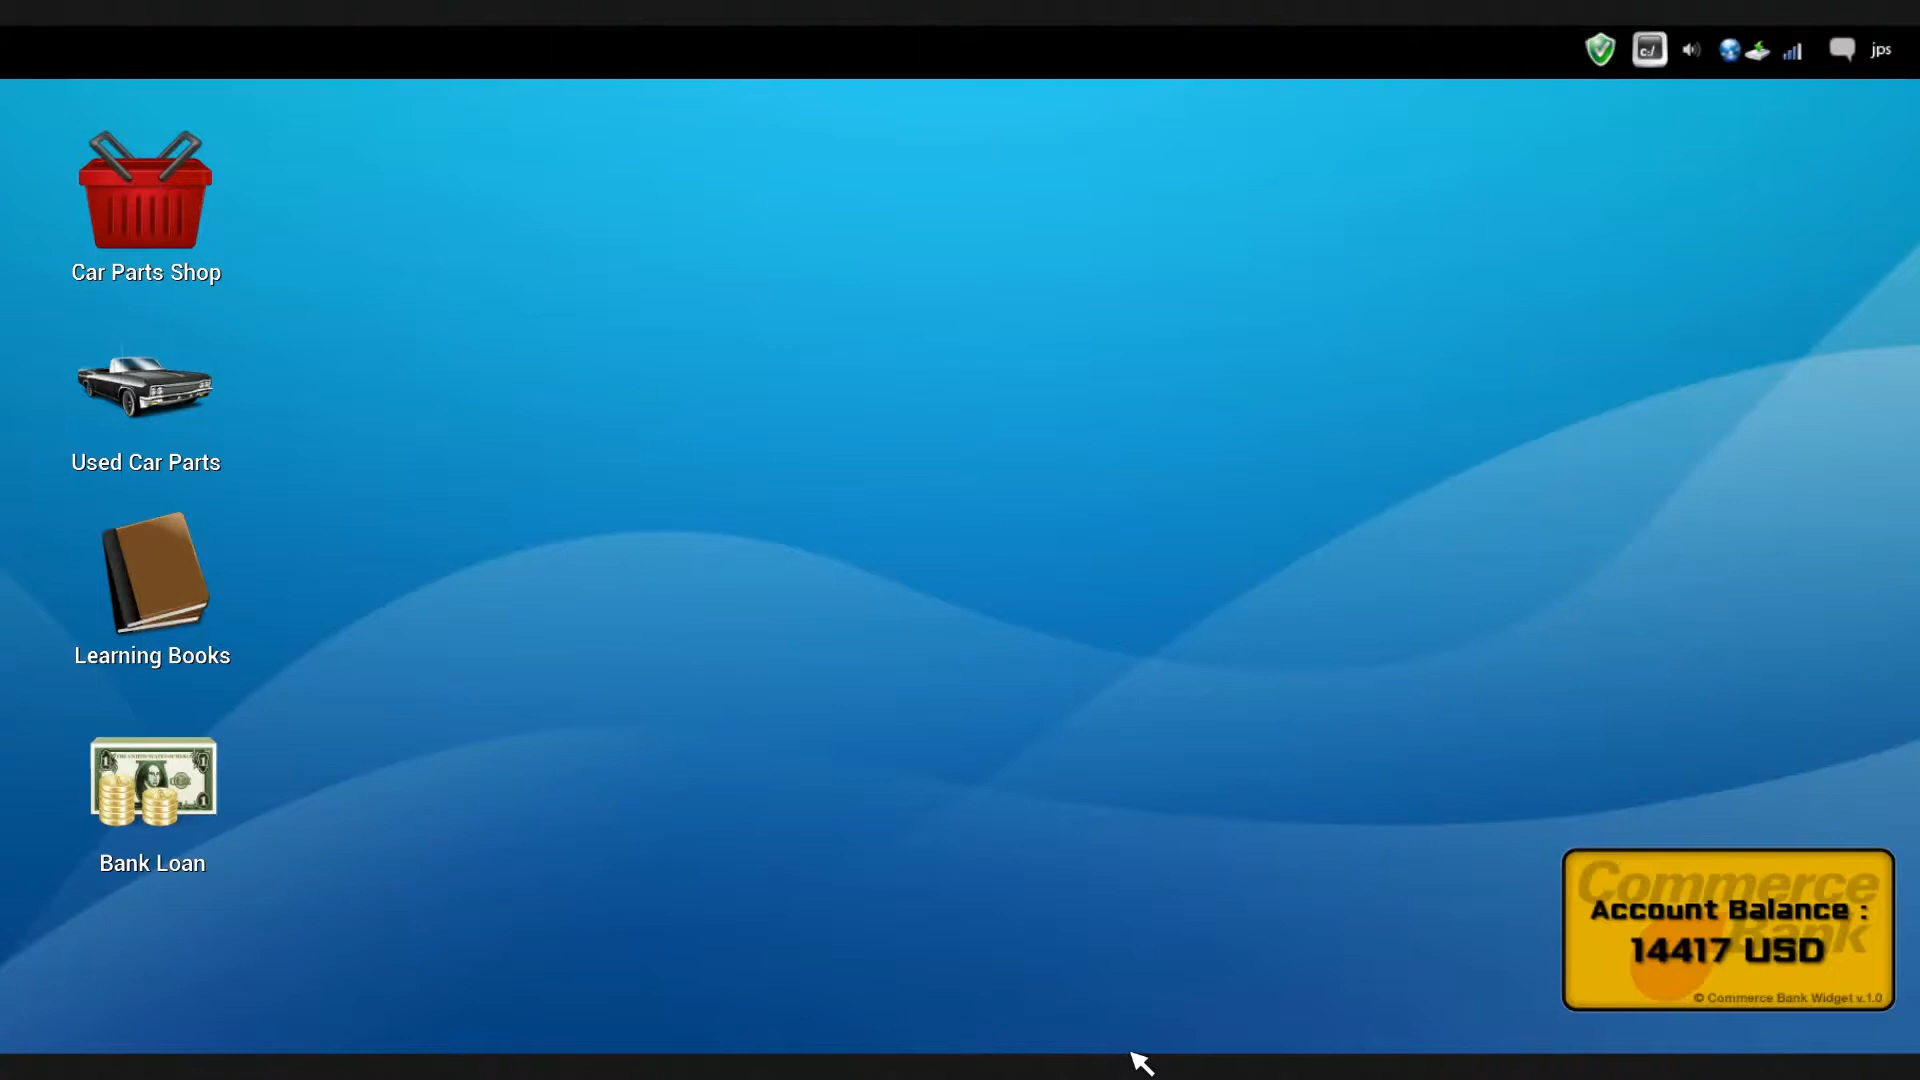 c:/
jps
Car Parts Shop
Used Car Parts
Learning Books
Bank Loan
Commerce
Account Balance :
Bank
14417 USD
© Commerce Bank Widget v.1.0